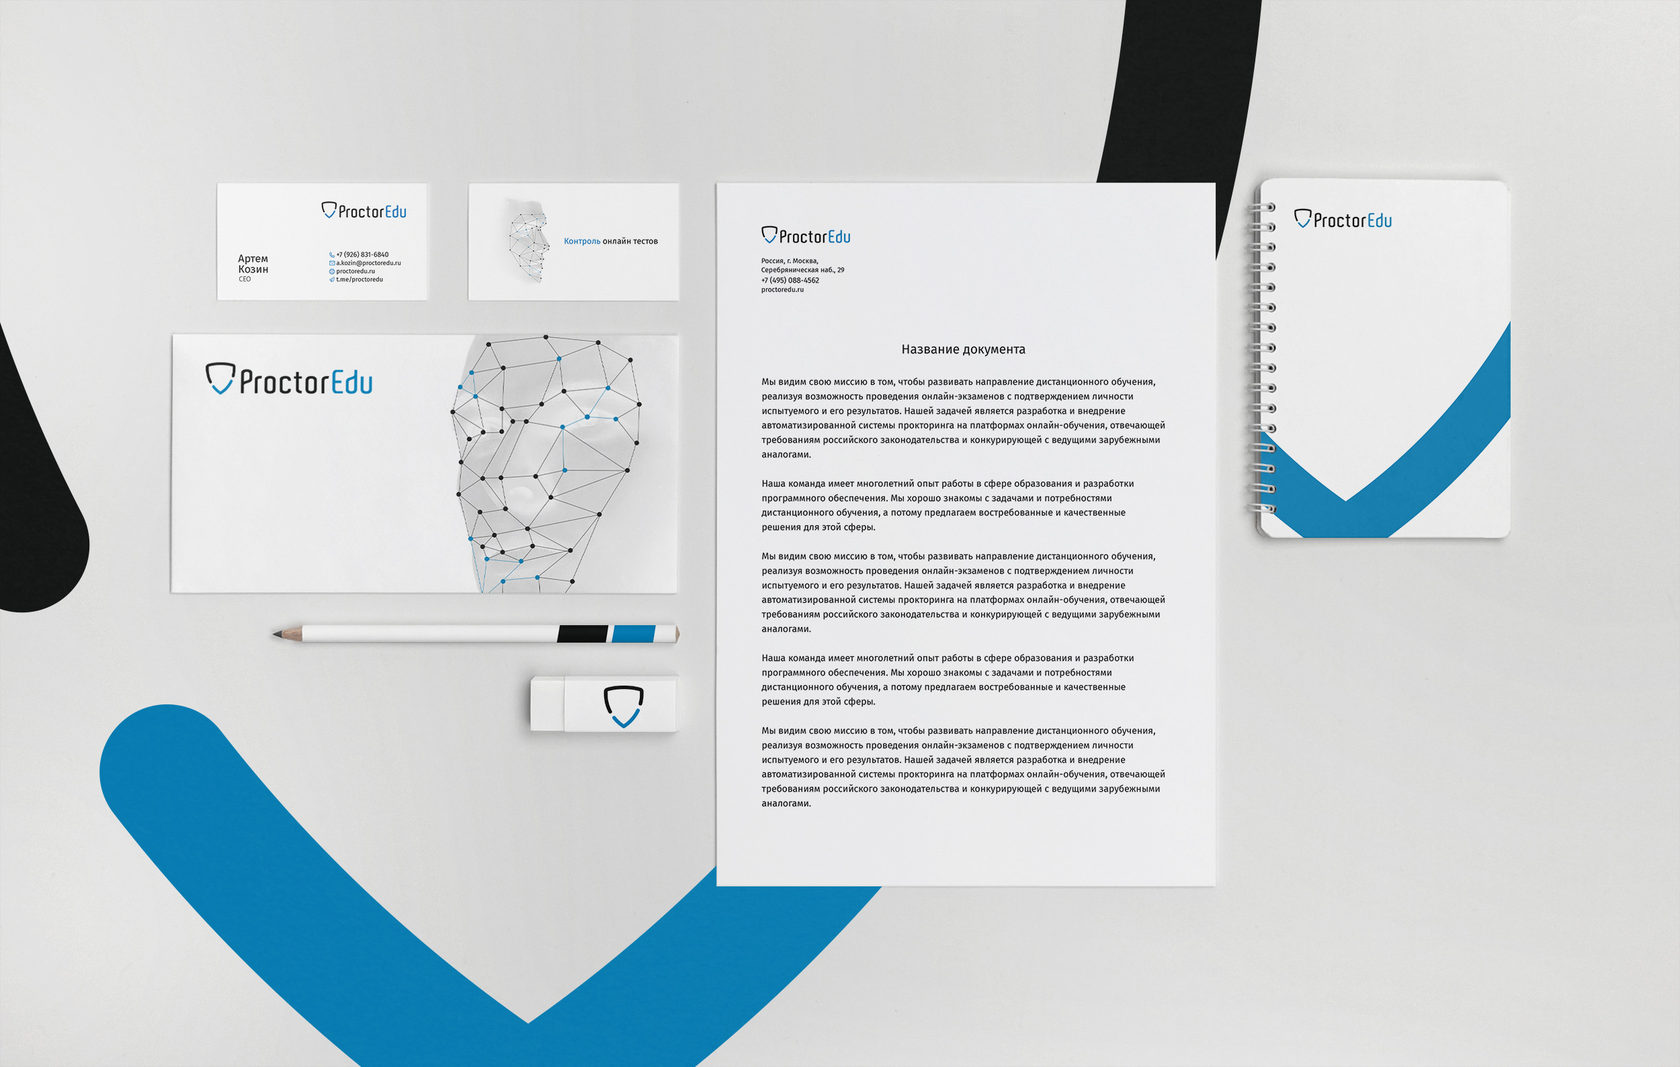 ProctorEdu
Артем
Козин
CEO
+7 (926) 831-6840
a.kozin@proctoredu.ru
proctoredu.ru
t.me/proctoredu
Контроль онлайн тестов
ProctorEdu
ProctorEdu
Россия, г. Москва,
Серебряническая наб., 29
+7 (495) 088-4562
proctoredu.ru
Название документа
Мы видим свою миссию в том, чтобы развивать направление дистанционного обучения,
реализуя возможность проведения онлайн-экзаменов с подтверждением личности
испытуемого и его результатов. Нашей задачей является разработка и внедрение
автоматизированной системы прокторинга на платформах онлайн-обучения, отвечающей
требованиям российского законодательства и конкурирующей с ведущими зарубежными
аналогами.
Наша команда имеет многолетний опыт работы в сфере образования и разработки
программного обеспечения. Мы хорошо знакомы с задачами и потребностями
дистанционного обучения, а потому предлагаем востребованные и качественные
решения для этой сферы.
Мы видим свою миссию в том, чтобы развивать направление дистанционного обучения,
реализуя возможность проведения онлайн-экзаменов с подтверждением личности
испытуемого и его результатов. Нашей задачей является разработка и внедрение
автоматизированной системы прокторинга на платформах онлайн-обучения, отвечающей
требованиям российского законодательства и конкурирующей с ведущими зарубежными
аналогами.
Наша команда имеет многолетний опыт работы в сфере образования и разработки
программного обеспечения. Мы хорошо знакомы с задачами и потребностями
дистанционного обучения, а потому предлагаем востребованные и качественные
решения для этой сферы.
Мы видим свою миссию в том, чтобы развивать направление дистанционного обучения,
реализуя возможность проведения онлайн-экзаменов с подтверждением личности
испытуемого и его результатов. Нашей задачей является разработка и внедрение
автоматизированной системы прокторинга на платформах онлайн-обучения, отвечающей
требованиям российского законодательства и конкурирующей с ведущими зарубежными
аналогами.
ProctorEdu